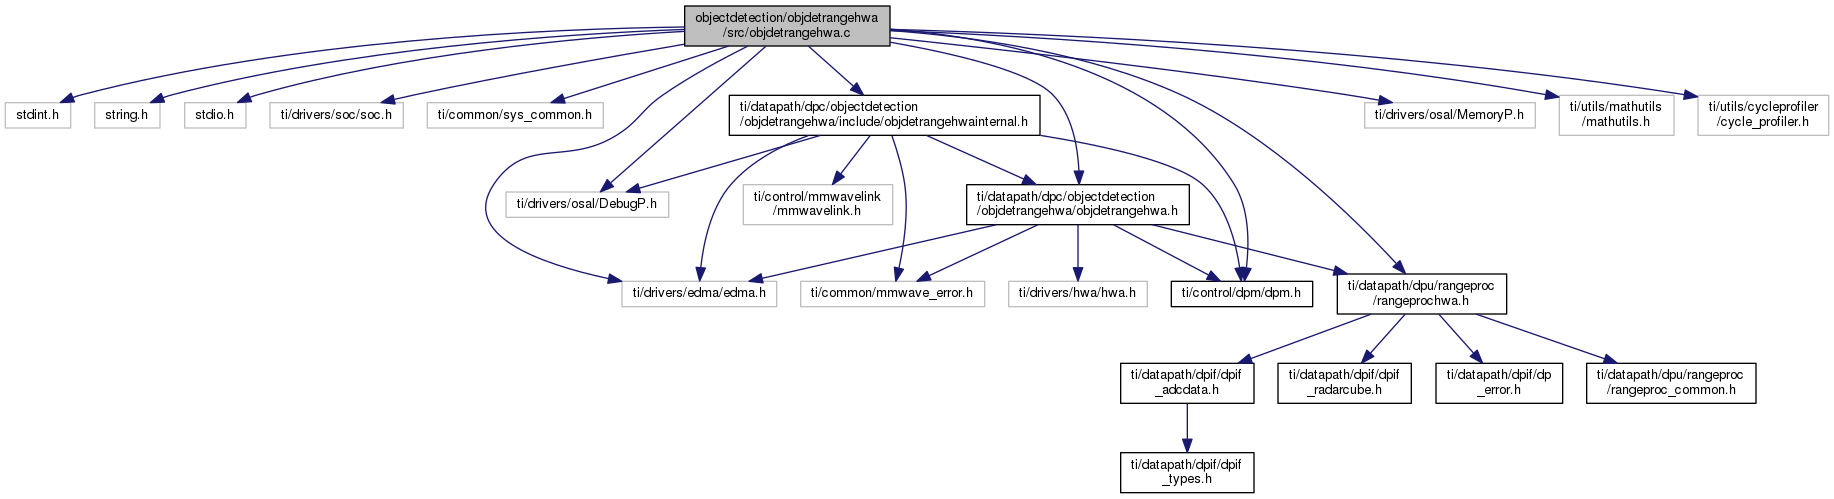 objectdetection/objdetrangehwa
/src/objdetrangehwa.c
stdint.h
string.h
stdio.h
ti/drivers/soc/soc.h
ti/common/sys_common.h
ti/datapath/dpc/objectdetection
/objdetrangehwa/include/objdetrangehwainternal.h
ti/drivers/osal/MemoryP.h
ti/utils/mathutils
/mathutils.h
ti/utils/cycleprofiler
/cycle_profiler.h
ti/drivers/osal/DebugP.h
ti/control/mmwavelink
/mmwavelink.h
ti/datapath/dpc/objectdetection
/objdetrangehwa/objdetrangehwa.h
ti/drivers/edma/edma.h
ti/common/mmwave_error.h
ti/drivers/hwa/hwa.h
ti/control/dpm/dpm.h
ti/datapath/dpu/rangeproc
/rangeprochwa.h
ti/datapath/dpif/dpif
_adcdata.h
ti/datapath/dpif/dpif
_radarcube.h
ti/datapath/dpif/dp
_error.h
ti/datapath/dpu/rangeproc
/rangeproc_common.h
ti/datapath/dpif/dpif
_types.h